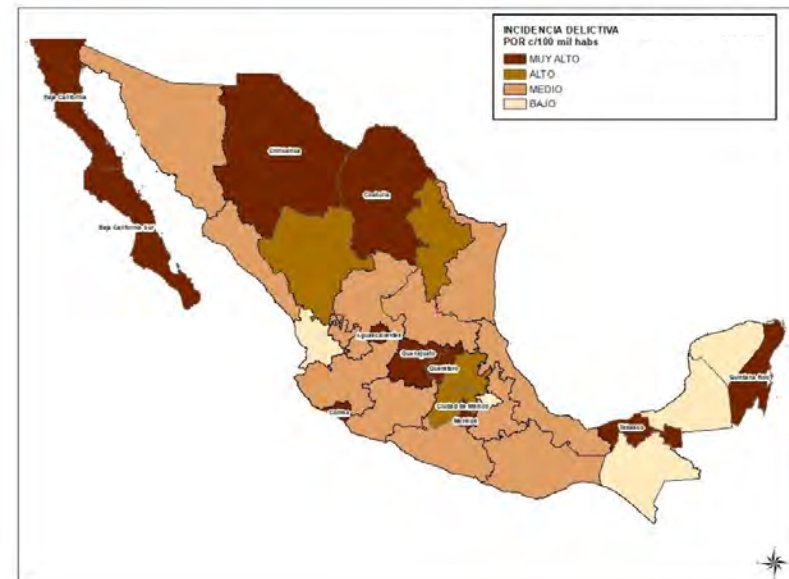 INCIDENCIA DELICTIVA
POR c/100 mil habs
MUY ALTO
ALTO
MEDIO
BAJO
Baja California
Chihuahua
Coahuila
Baja California Sur
Aguascalientes
Guanajuato
Querétaro
Quintana Roo
Ciudad de México
Colima
Morelos
Tabasco